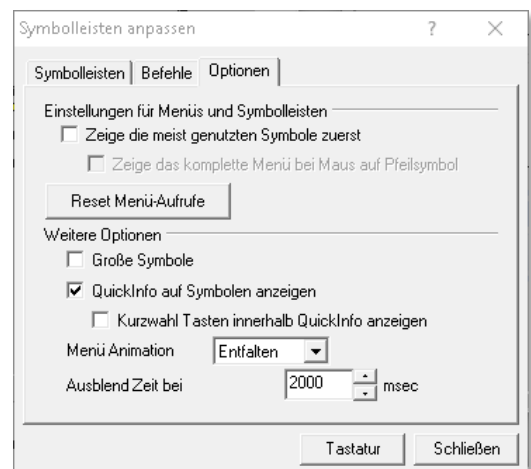 Symbolleisten anpassen
Symbolleisten Befehle Optionen
Einstellungen für Menüs und Symbolleisten
Zeige die meist genutzten Symbole zuerst
Zeige das komplette Menü bei Maus auf Pfeilsymbol
Reset Menü-Aufrufe
Weitere Optionen
Große Symbole
QuickInfo auf Symbolen anzeigen
Kurzwahl Tasten innerhalb QuickInfo anzeigen
Menü Animation Entfalten
Ausblend Zeit bei 2000 msec
Tastatur Schließen